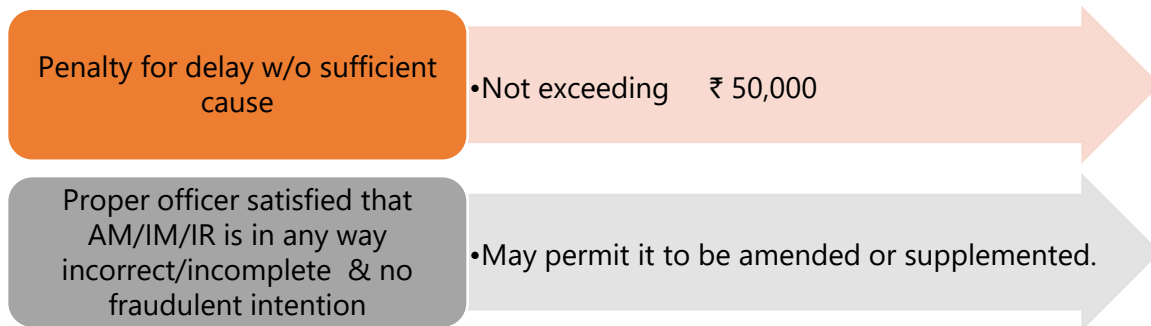 Penalty for delay w/o sufficient
cause
•Not exceeding ₹ 50,000
Proper officer satisfied that
AM/IM/IR is in any way
incorrect/incomplete & no
fraudulent intention
•May permit it to be amended or supplemented.